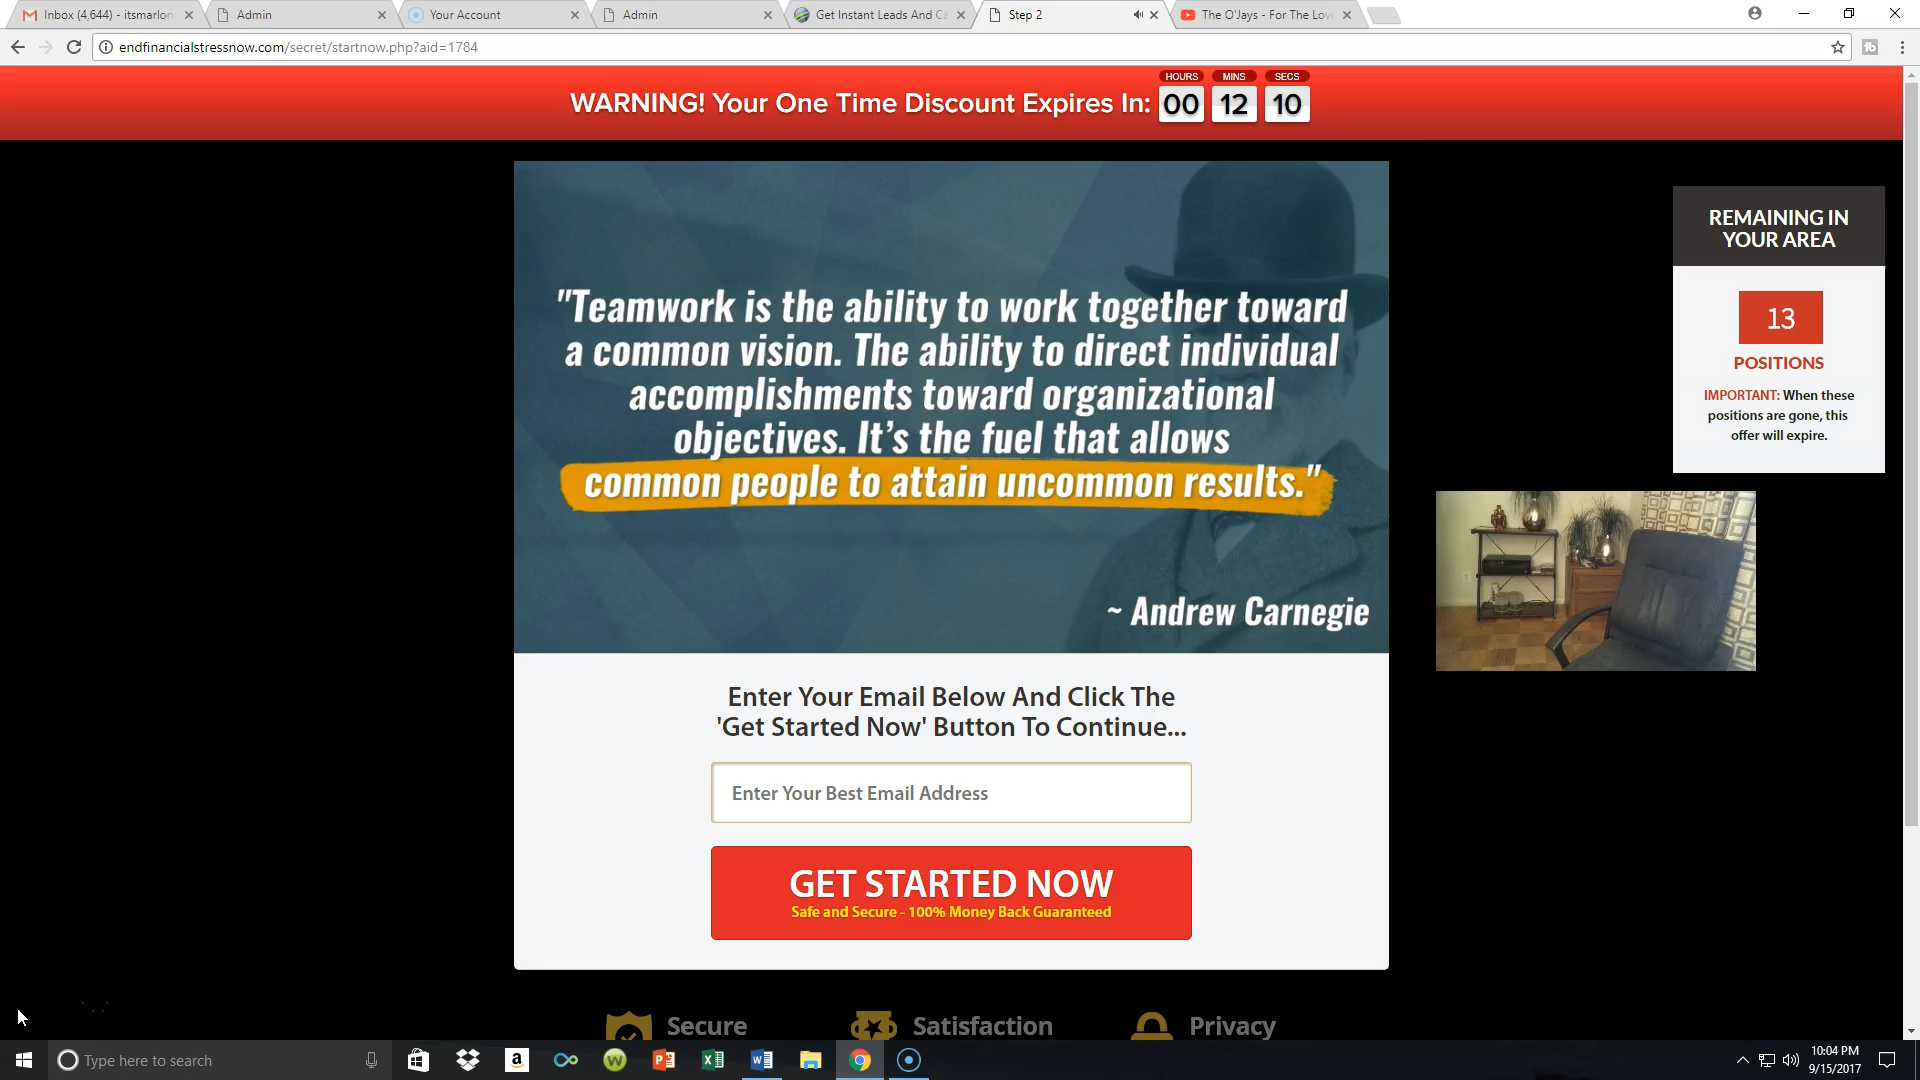 Inbox (4,644) - itsmarlon
Admin
Your Account
Admin
Get Instant Leads And Ca
Step 2
The O'Jays - For The Lov
endfinancialstressnow.com/secret/startnow.php?aid=1784
HOURS MINS SECS
WARNING! Your One Time Discount Expires In: 00 12 10
"Teamwork is the ability to work together toward
a common vision. The ability to direct individual
accomplishments toward organizational
objectives. It's the fuel that allows
common people to attain uncommon results."
~ Andrew Carnegie
REMAINING IN
YOUR AREA
13
POSITIONS
IMPORTANT: When these
positions are gone, this
offer will expire.
Enter Your Email Below And Click The
'Get Started Now' Button To Continue...
Enter Your Best Email Address
GET STARTED NOW
Safe and Secure - 100% Money Back Guaranteed
Secure
Satisfaction
Privacy
Type here to search
10:04 PM
9/15/2017